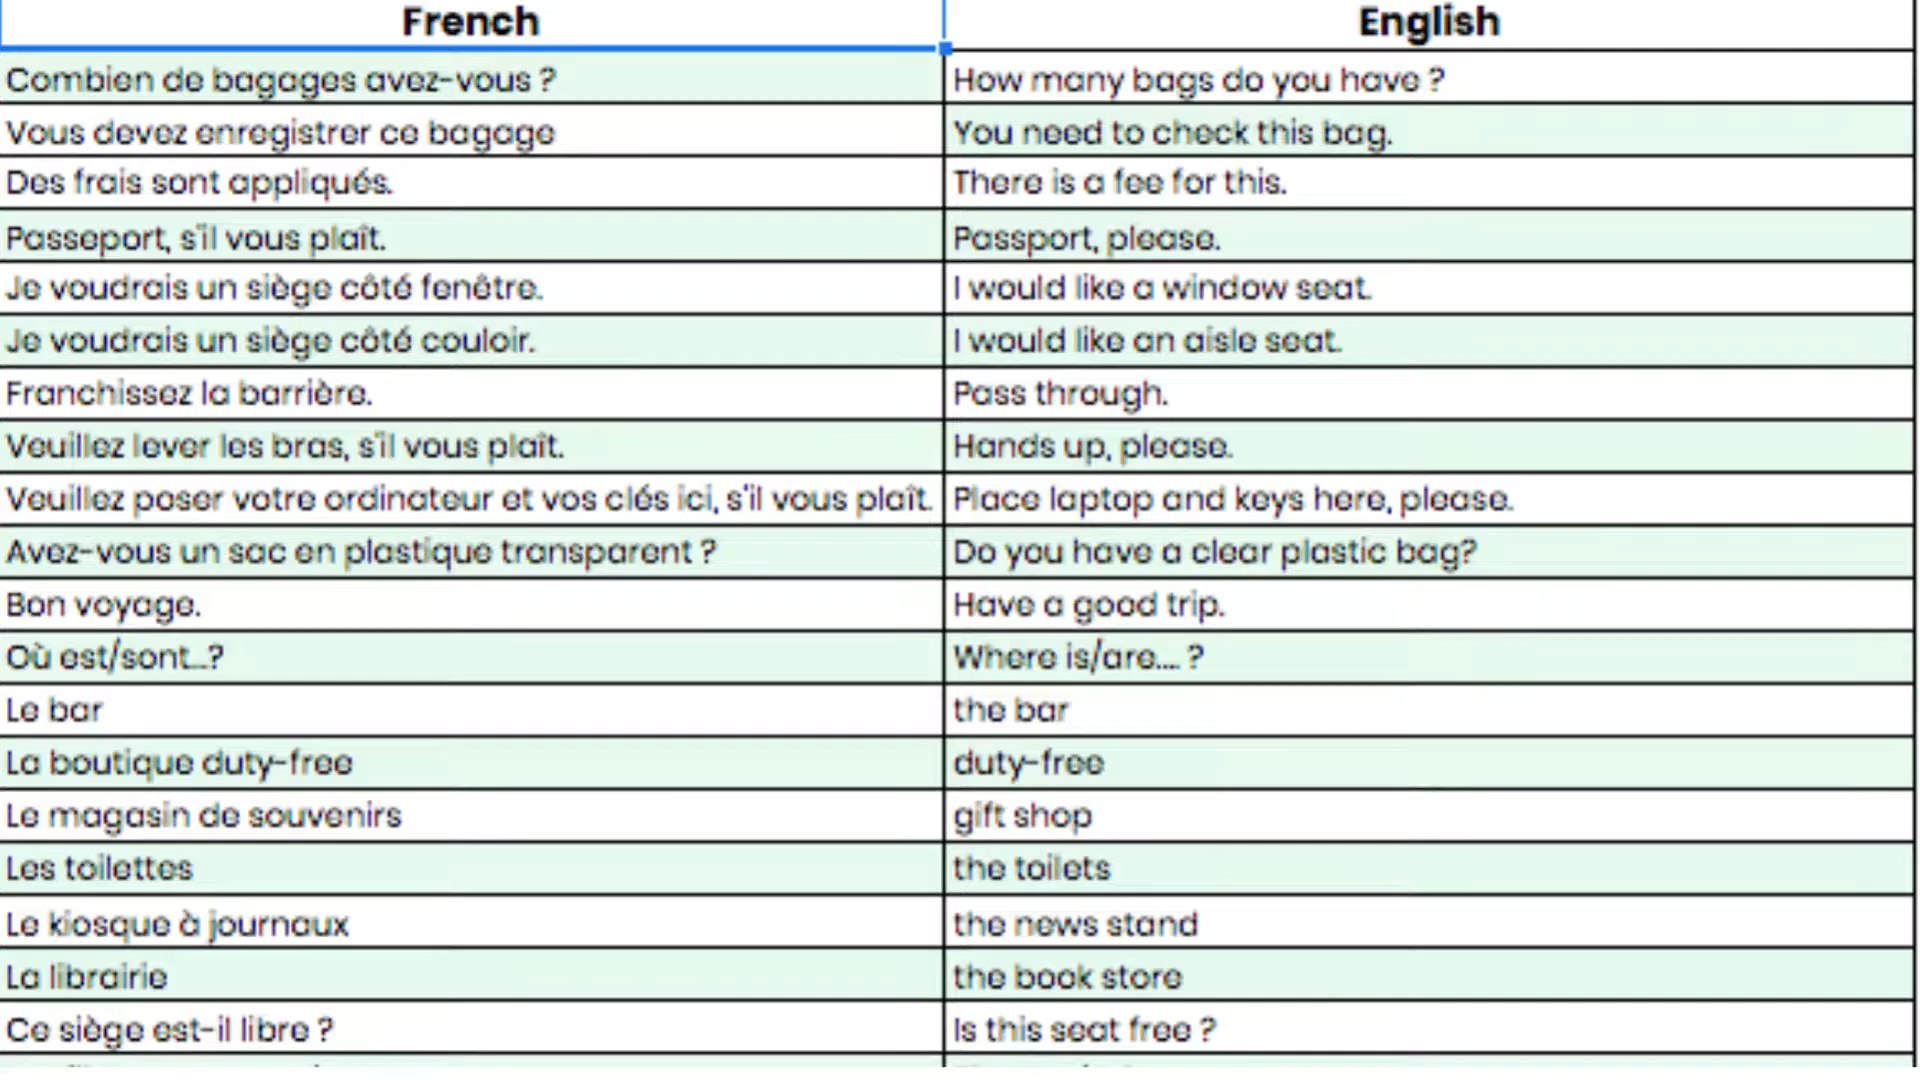 French English
Combien de bagages avez-vous ? How many bags do you have ?
Vous devez enregistrer ce bagage You need to check this bag.
Des frais sont appliqués. There is a fee for this.
Passeport, s'il vous plaît. Passport, please.
Je voudrais un siège côté fenêtre. I would like a window seat.
Je voudrais un siège côté couloir. I would like an aisle seat.
Franchissez la barrière. Pass through.
Veuillez lever les bras, s'il vous plaît. Hands up, please.
Veuillez poser votre ordinateur et vos clés ici, s'il vous plaît. Place laptop and keys here, please.
Avez-vous un sac en plastique transparent ? Do you have a clear plastic bag?
Bon voyage. Have a good trip.
Où est/sont...? Where is/are.... ?
Le bar the bar
La boutique duty-free duty-free
Le magasin de souvenirs gift shop
Les toilettes the toilets
Le kiosque à journaux the news stand
La librairie the book store
Ce siège est-il libre ? Is this seat free ?